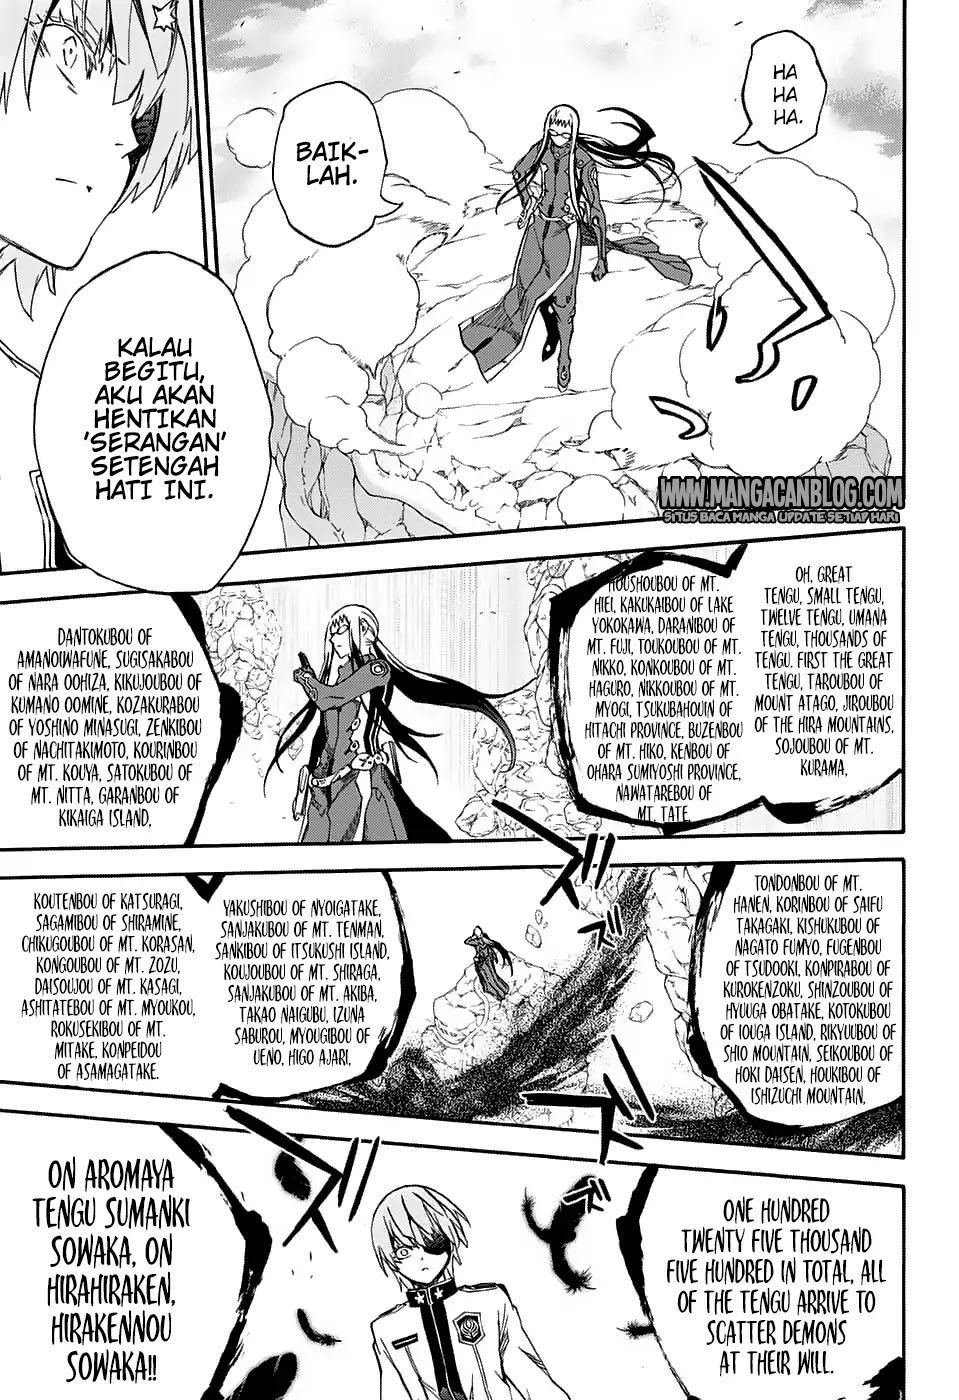 HA
HA
HA.
BAIK-
LAH.
KALAU
BEGITU,
AKU AKAN
HENTIKAN
'SERANGAN'
SETENGAH
HATI INI.
WWW.MANGACANBLOG.COM
SITUS BACA MANGA UPDATE SETIAP HARI
OH, GREAT
TENGU, SMALL TENGU,
TWELVE TENGU, UMANA
TENGU, THOUSANDS OF
TENGU. FIRST THE GREAT
TENGU, TAROUBOU OF
MOUNT ATAGO, JIROUBOU
OF THE HIRA MOUNTAINS,
SOJOUBOU OF MT.
KURAMA,
HOUSHOUBOU OF MT.
HIEI, KAKUKAIBOU OF LAKE
YOKOKAWA, DARANIBOU OF
MT. FUJI, TOUKOUBOU OF MT.
NIKKO, KONKOUBOU OF MT.
HAGURO, NIKKOUBOU OF MT.
MYOGI, TSUKUBAHOUIN OF
HITACHI PROVINCE, BUZENBOU
OF MT. HIKO, KENBOU OF
OHARA SUMIYOSHI PROVINCE,
NAWATAREBOU OF
MT. TATE,
DANTOKUBOU OF
AMANOIWAFUNE, SUGISAKABOU
OF NARA OOHIZA, KIKUJOUBOU OF
KUMANO OOMINE, KOZAKURABOU
OF YOSHINO MINASUGI, ZENKIBOU
OF NACHITAKIMOTO, KOURINBOU
OF MT. KOUYA, SATOKUBOU OF
MT. NITTA, GARANBOU OF
KIKAIGA ISLAND,
TONDONBOU OF MT.
HANEN, KORINBOU OF SAIFU
TAKAGAKI, KISHUKUBOU OF
NAGATO FUMYO, FUGENBOU
OF TSUDOOKI, KONPIRABOU OF
KUROKENZOKU, SHINZOUBOU OF
HYUUGA OBATAKE, KOTOKUBOU
OF IOUGA ISLAND, RIKYUUBOU OF
SHIO MOUNTAIN, SEIKOUBOU OF
HOKI DAISEN, HOUKIBOU OF
ISHIZUCHI MOUNTAIN,
YAKUSHIBOU OF NYOIGATAKE,
SANJAKUBOU OF MT. TENMAN,
SANKIBOU OF ITSUKUSHI ISLAND,
KOUJOUBOU OF MT. SHIRAGA,
SANJAKUBOU OF MT. AKIBA,
TAKAO NAIGUBU, IZUNA
SABUROU, MYOUGIBOU OF
UENO, HIGO AJARI,
KOUTENBOU OF KATSURAGI,
SAGAMIBOU OF SHIRAMINE,
CHIKUGOUBOU OF MT. KORASAN,
KONGOUBOU OF MT. ZOZU,
DAISOUJOU OF MT. KASAGI,
ASHITATEBOU OF MT. MYOUKOU,
ROKUSEKIBOU OF MT.
MITAKE, KONPEIDOU
OF ASAMAGATAKE.
ONE HUNDRED
TWENTY FIVE THOUSAND
FIVE HUNDRED IN TOTAL, ALL
OF THE TENGU ARRIVE TO
SCATTER DEMONS
AT THEIR WILL.
ON AROMAYA
TENGU SUMANKI
SOWAKA, ON
HIRAHIRAKEN,
HIRAKENNOU
SOWAKA!!